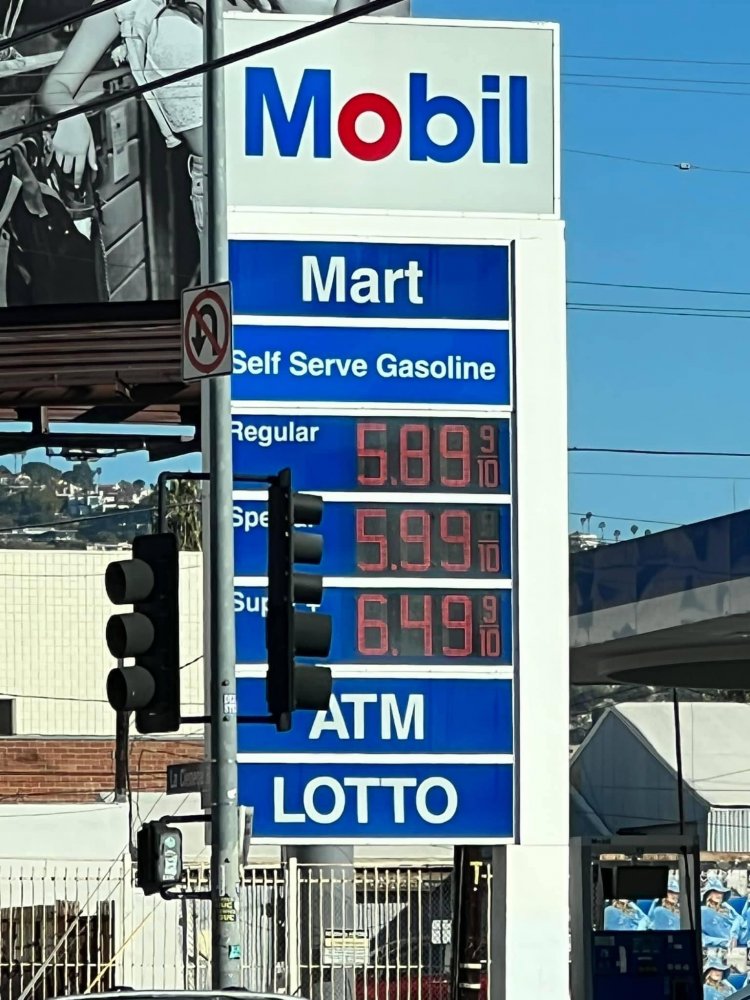 Mobil
Mart
Self Serve Gasoline
Regular 5.89 9/10
5.99 /10
6.49 9/10
ATM
LOTTO